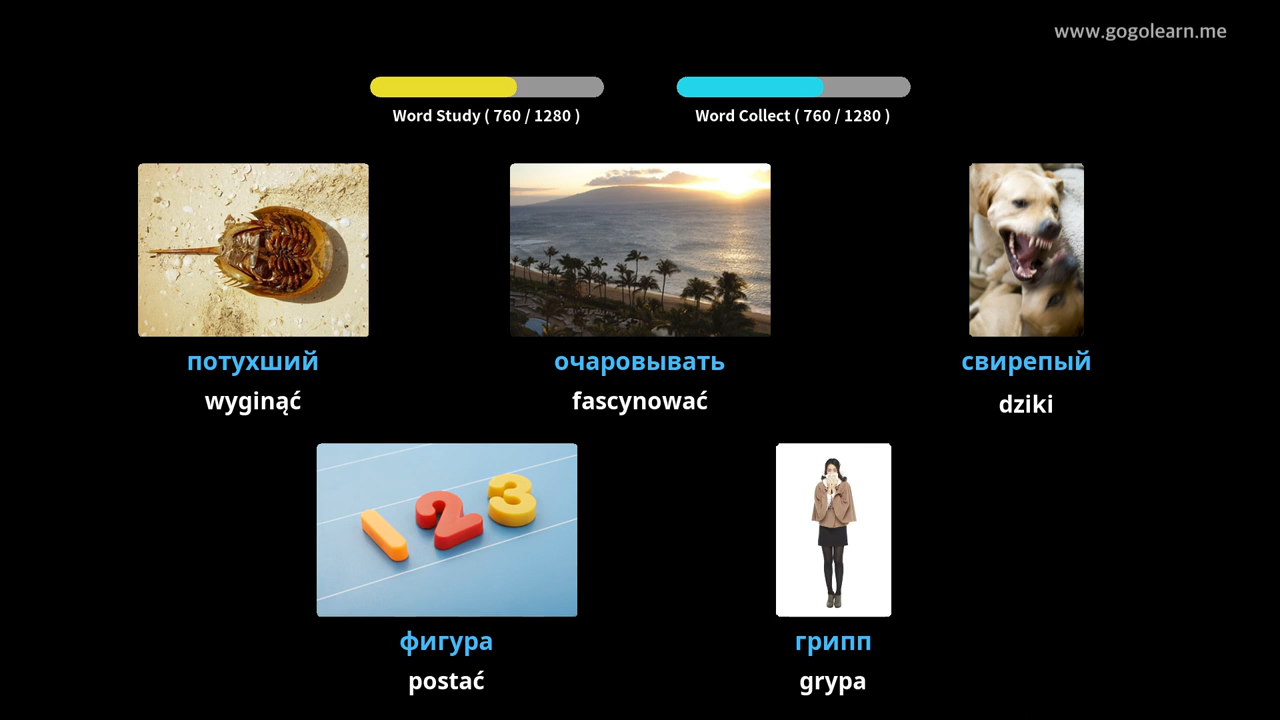 www.gogolearn.me
Word Study ( 760 / 1280 )
Word Collect ( 760 / 1280 )
потухший
wyginąć
очаровывать
fascynować
свирепый
dziki
фигура
postać
грипп
grypa